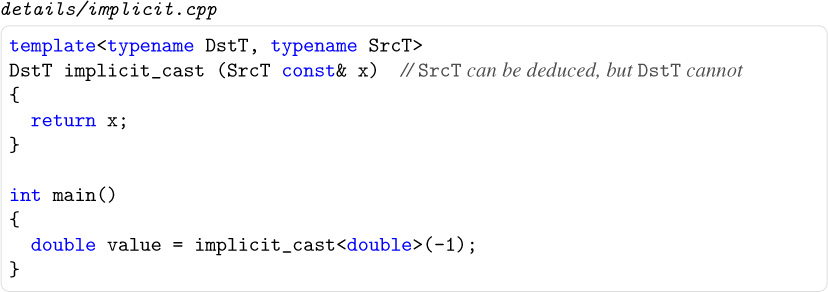 details/implicit.cpp
template<typename DstT, typename SrcT>
DstT implicit_cast (SrcT const& x)  // SrcT can be deduced, but DstT cannot
{
  return x;
}

int main()
{
  double value = implicit_cast<double>(-1);
}